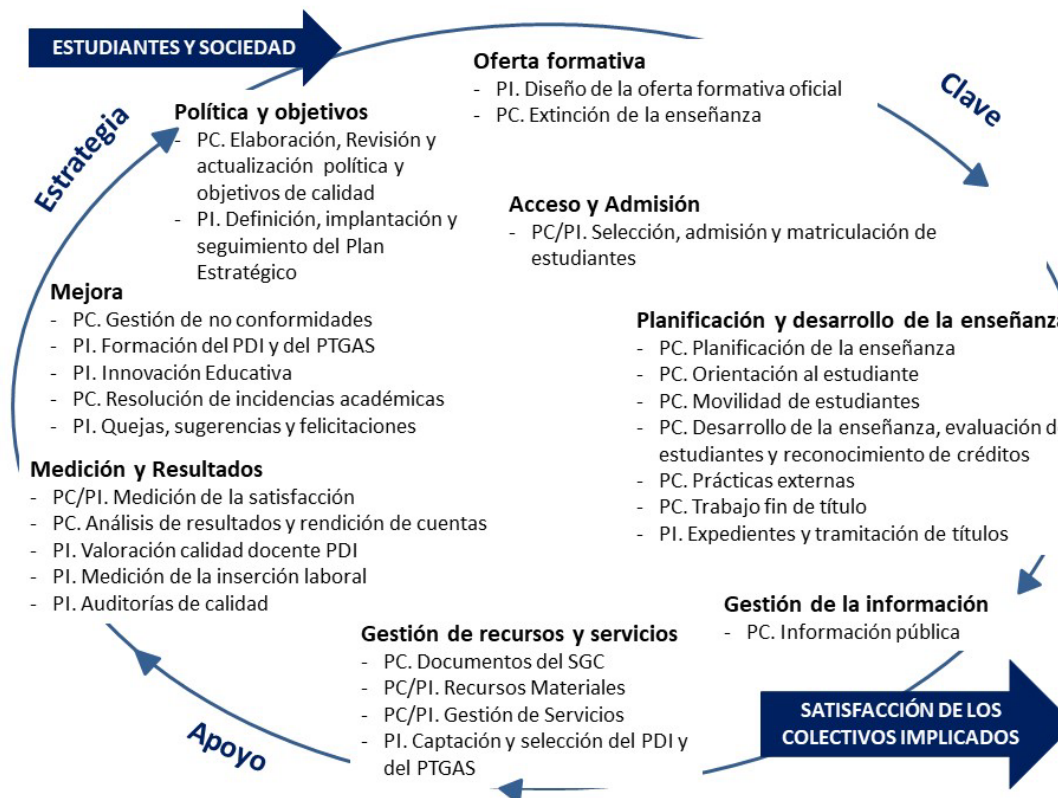 ESTUDIANTES Y SOCIEDAD
Estrategia
Clave
Apoyo
Oferta formativa
- PI. Diseño de la oferta formativa oficial
- PC. Extinción de la enseñanza
Política y objetivos
- PC. Elaboración, Revisión y
actualización política y
objetivos de calidad
- PI. Definición, implantación y
seguimiento del Plan
Estratégico
Acceso y Admisión
- PC/PI. Selección, admisión y matriculación de
estudiantes
Mejora
- PC. Gestión de no conformidades
- PI. Formación del PDI y del PTGAS
- PI. Innovación Educativa
- PC. Resolución de incidencias académicas
- PI. Quejas, sugerencias y felicitaciones
Planificación y desarrollo de la enseñanza
- PC. Planificación de la enseñanza
- PC. Orientación al estudiante
- PC. Movilidad de estudiantes
- PC. Desarrollo de la enseñanza, evaluación d
estudiantes y reconocimiento de créditos
- PC. Prácticas externas
- PC. Trabajo fin de título
- PI. Expedientes y tramitación de títulos
Medición y Resultados
- PC/PI. Medición de la satisfacción
- PC. Análisis de resultados y rendición de cuentas
- PI. Valoración calidad docente PDI
- PI. Medición de la inserción laboral
- PI. Auditorías de calidad
Gestión de la información
- PC. Información pública
Gestión de recursos y servicios
- PC. Documentos del SGC
- PC/PI. Recursos Materiales
- PC/PI. Gestión de Servicios
- PI. Captación y selección del PDI y
del PTGAS
SATISFACCIÓN DE LOS
COLECTIVOS IMPLICADOS